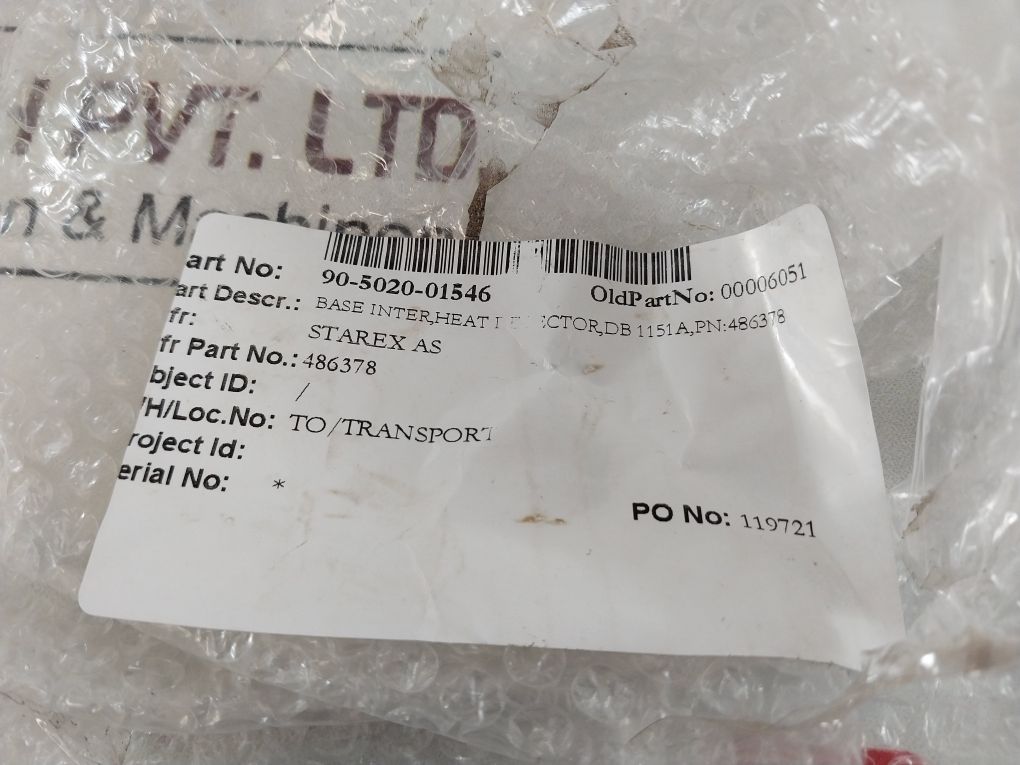 I PVT. LTD
n & Machinery
art No: 90-5020-01546 OldPartNo: 00006051
art Descr.: BASE INTER,HEAT DETECTOR,DB 1151A,PN:486378
fr: STAREX AS
fr Part No.: 486378
bject ID: /
/H/Loc.No: TO/TRANSPORT
roject Id:
erial No: *
PO No: 119721